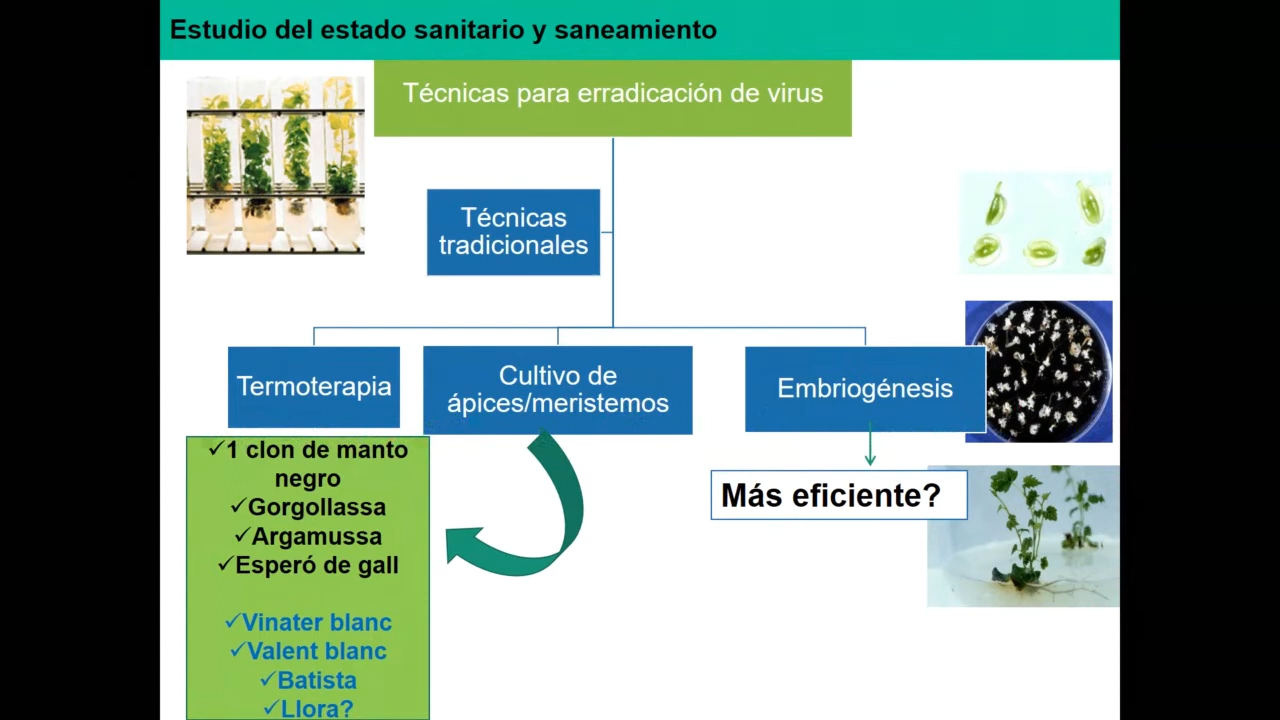 Estudio del estado sanitario y saneamiento
Técnicas para erradicación de virus
Técnicas
tradicionales
Termoterapia
Cultivo de
ápices/meristemos
Embriogénesis
✓1 clon de manto
negro
✓Gorgollassa
✓Argamussa
✓Esperó de gall
✓Vinater blanc
✓Valent blanc
✓Batista
✓Llora?
Más eficiente?